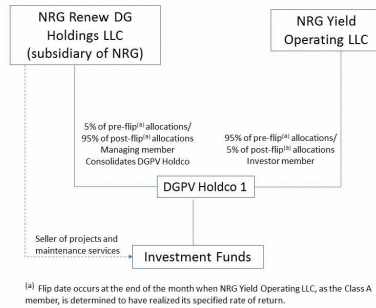 NRG Renew DG
Holdings LLC
(subsidiary of NRG)
NRG Yield
Operating LLC
5% of pre-flip(a) allocations/
95% of post-flip(a) allocations
Managing member
Consolidates DGPV Holdco
95% of pre-flip(a) allocations/
5% of post-flip(a) allocations
Investor member
DGPV Holdco 1
Seller of projects and
maintenance services
Investment Funds
(a) Flip date occurs at the end of the month when NRG Yield Operating LLC, as the Class A
member, is determined to have realized its specified rate of return.